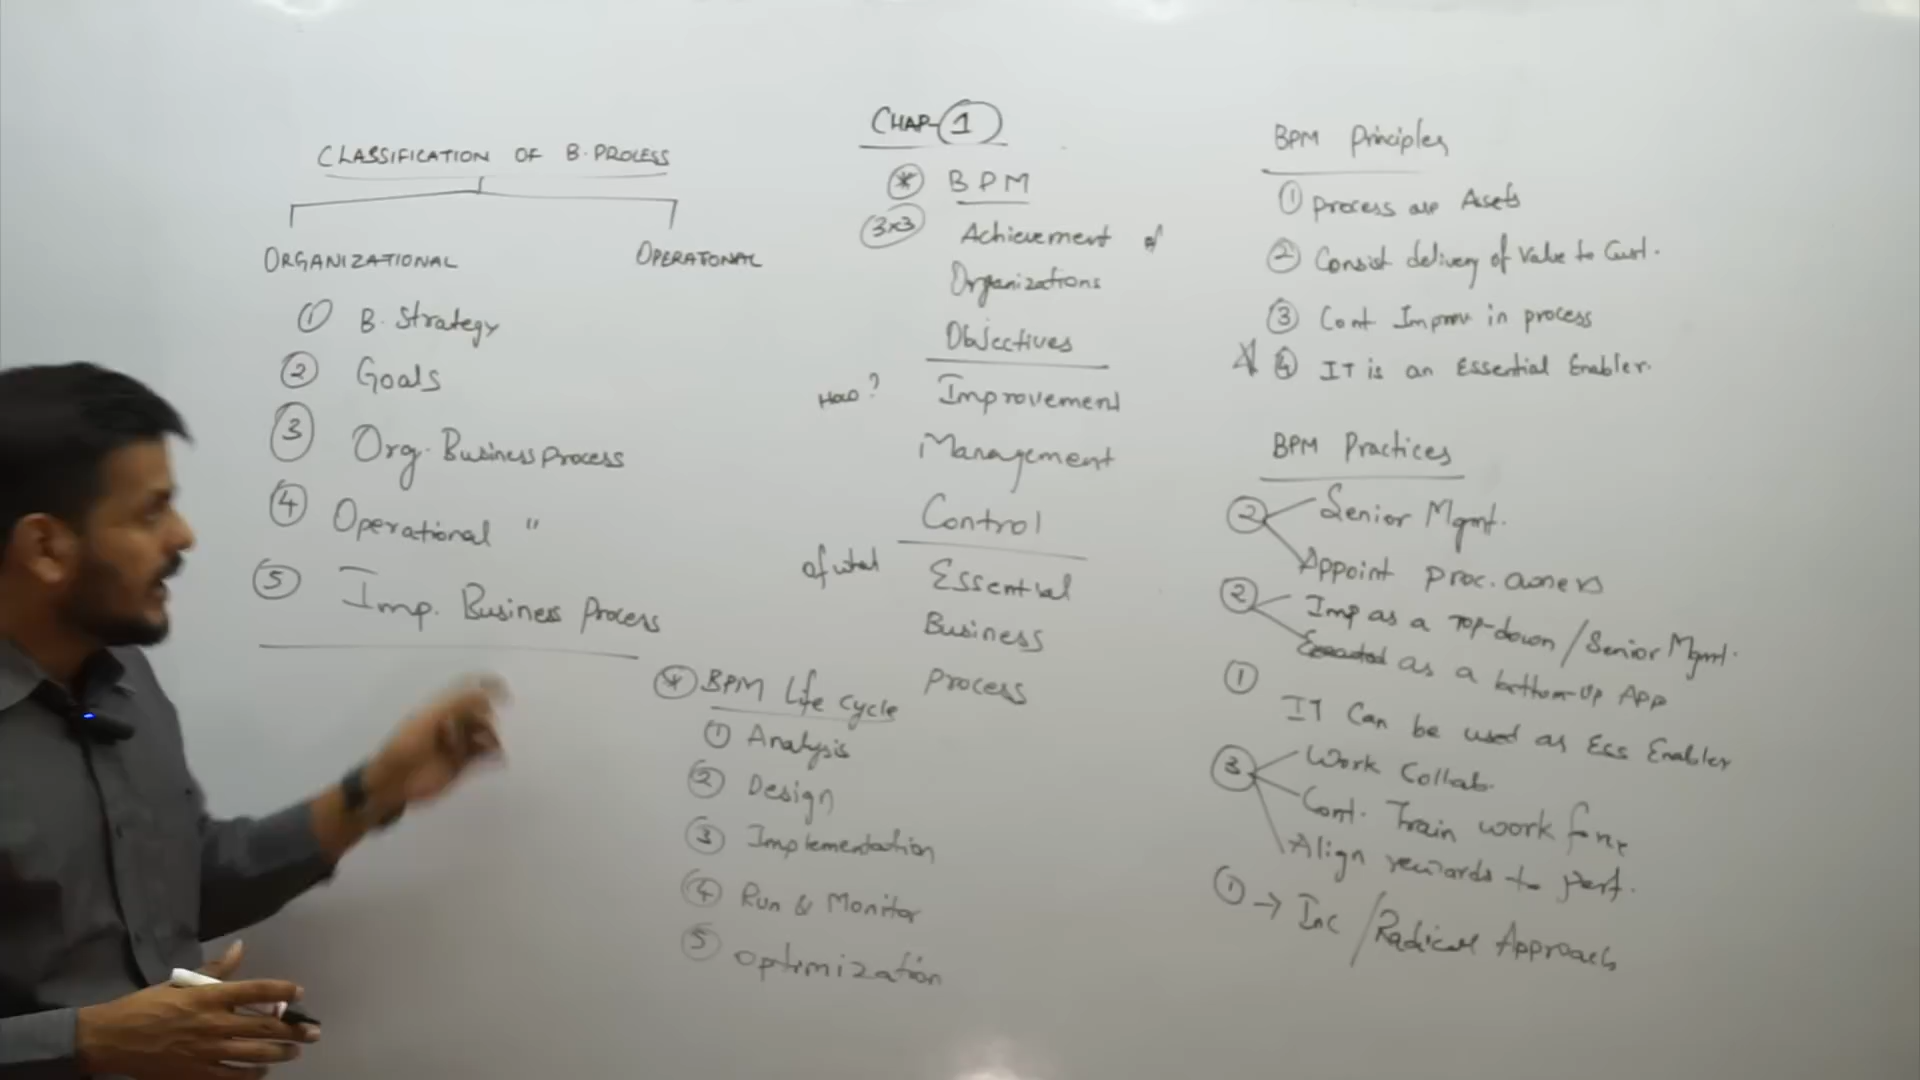 CLASSIFICATION OF B.PROCESS
ORGANIZATIONAL
OPERATONAL
① B. Strategy
② Goals
③ Org. Business process
④ Operational "
⑤ Imp. Business Process
CHAP-①
* BPM
3x3 Achievement of
Organizations
Objectives
How? Improvement
Management
Control
of what Essential
Business
Process
* BPM Life cycle
① Analysis
② Design
③ Implementation
④ Run & Monitor
⑤ optimization
BPM Principles
① process are Assets
② Consist delivery of Value to Cust.
③ Cont Improv in process
④ IT is an Essential Enabler.
BPM Practices
② Senior Mgmt.
Appoint proc. owners
② Imp as a Top-down / Senior Mgmt.
Executed as a bottom-up App
① IT Can be used as Ess Enabler
③ Work Collab.
Cont. Train work force
Align rewards to perf.
① → Inc / Radical Approach